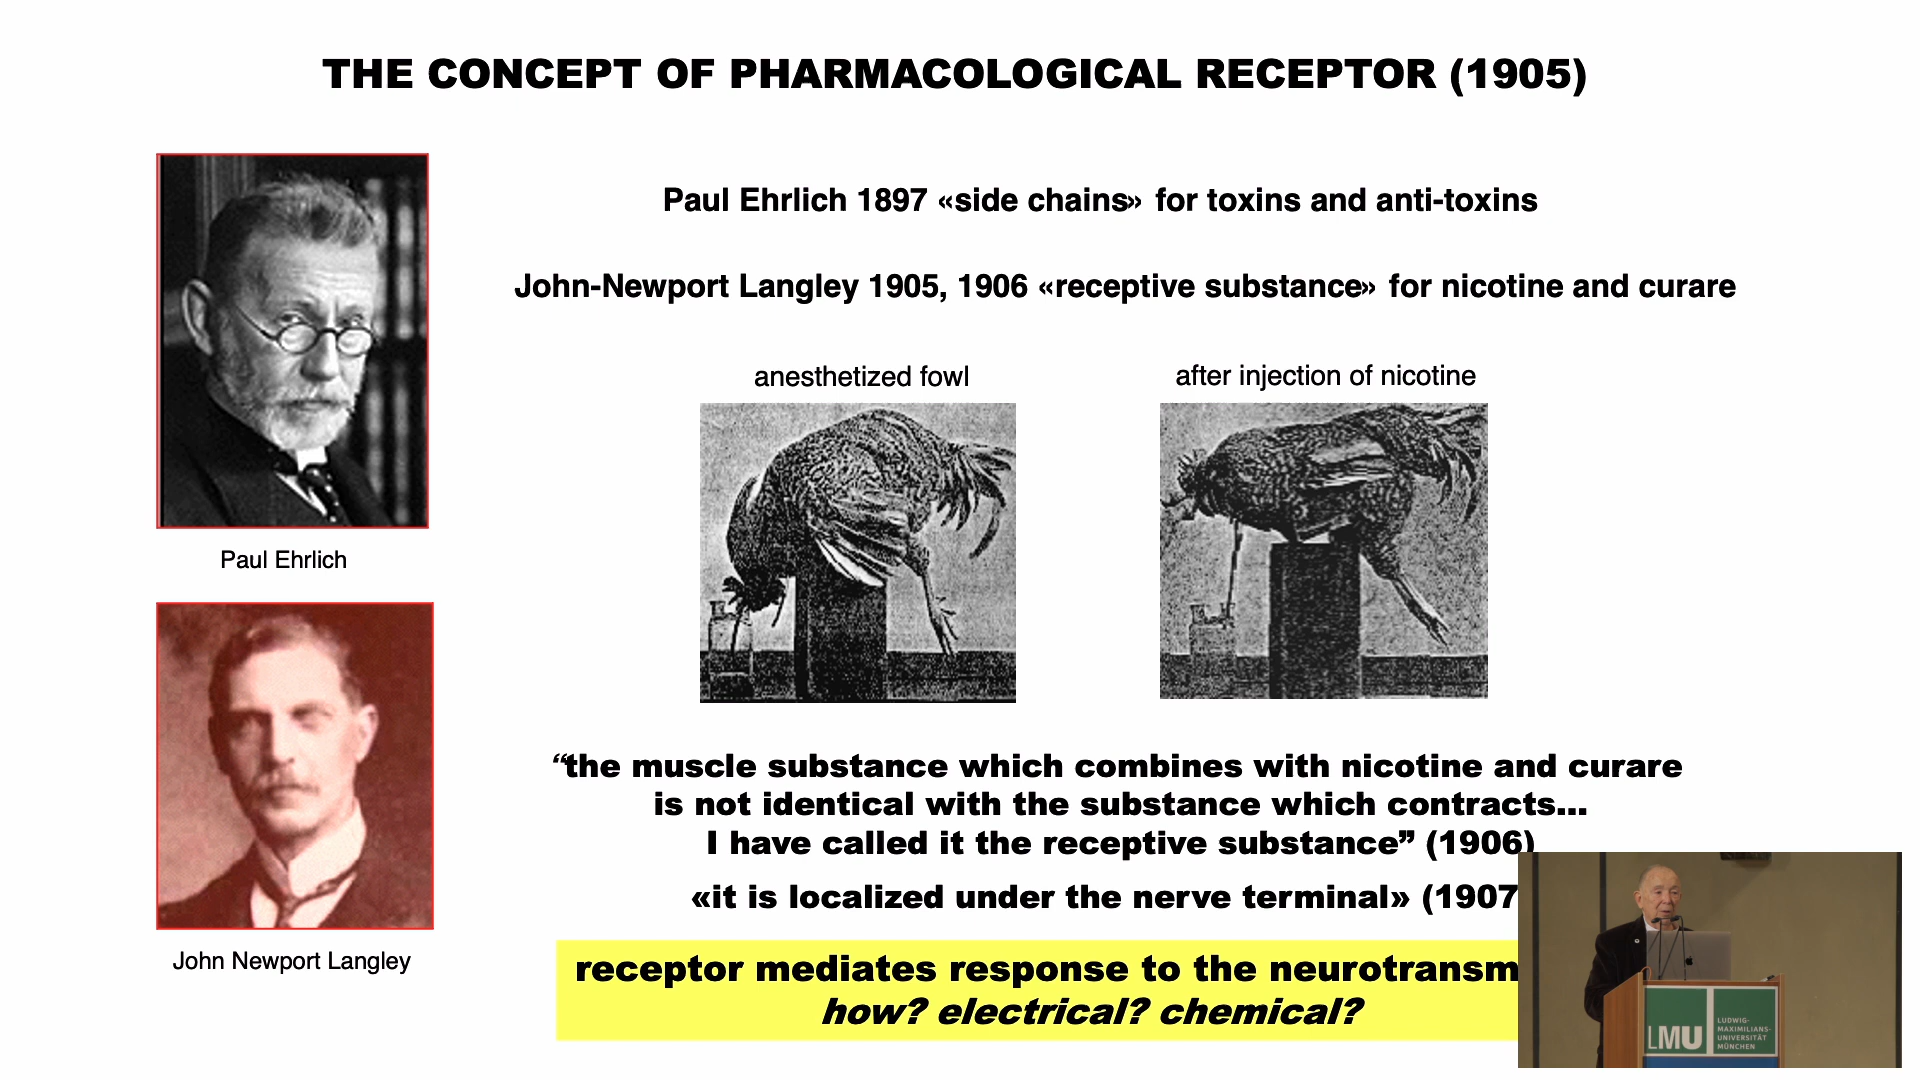 THE CONCEPT OF PHARMACOLOGICAL RECEPTOR (1905)
Paul Ehrlich 1897 «side chains» for toxins and anti-toxins
John-Newport Langley 1905, 1906 «receptive substance» for nicotine and curare
anesthetized fowl
after injection of nicotine
Paul Ehrlich
John Newport Langley
“the muscle substance which combines with nicotine and curare
is not identical with the substance which contracts...
I have called it the receptive substance” (1906)
«it is localized under the nerve terminal» (1907
receptor mediates response to the neurotransm
how? electrical? chemical?
LMU
LUDWIG-
MAXIMILIANS-
UNIVERSITÄT
MÜNCHEN